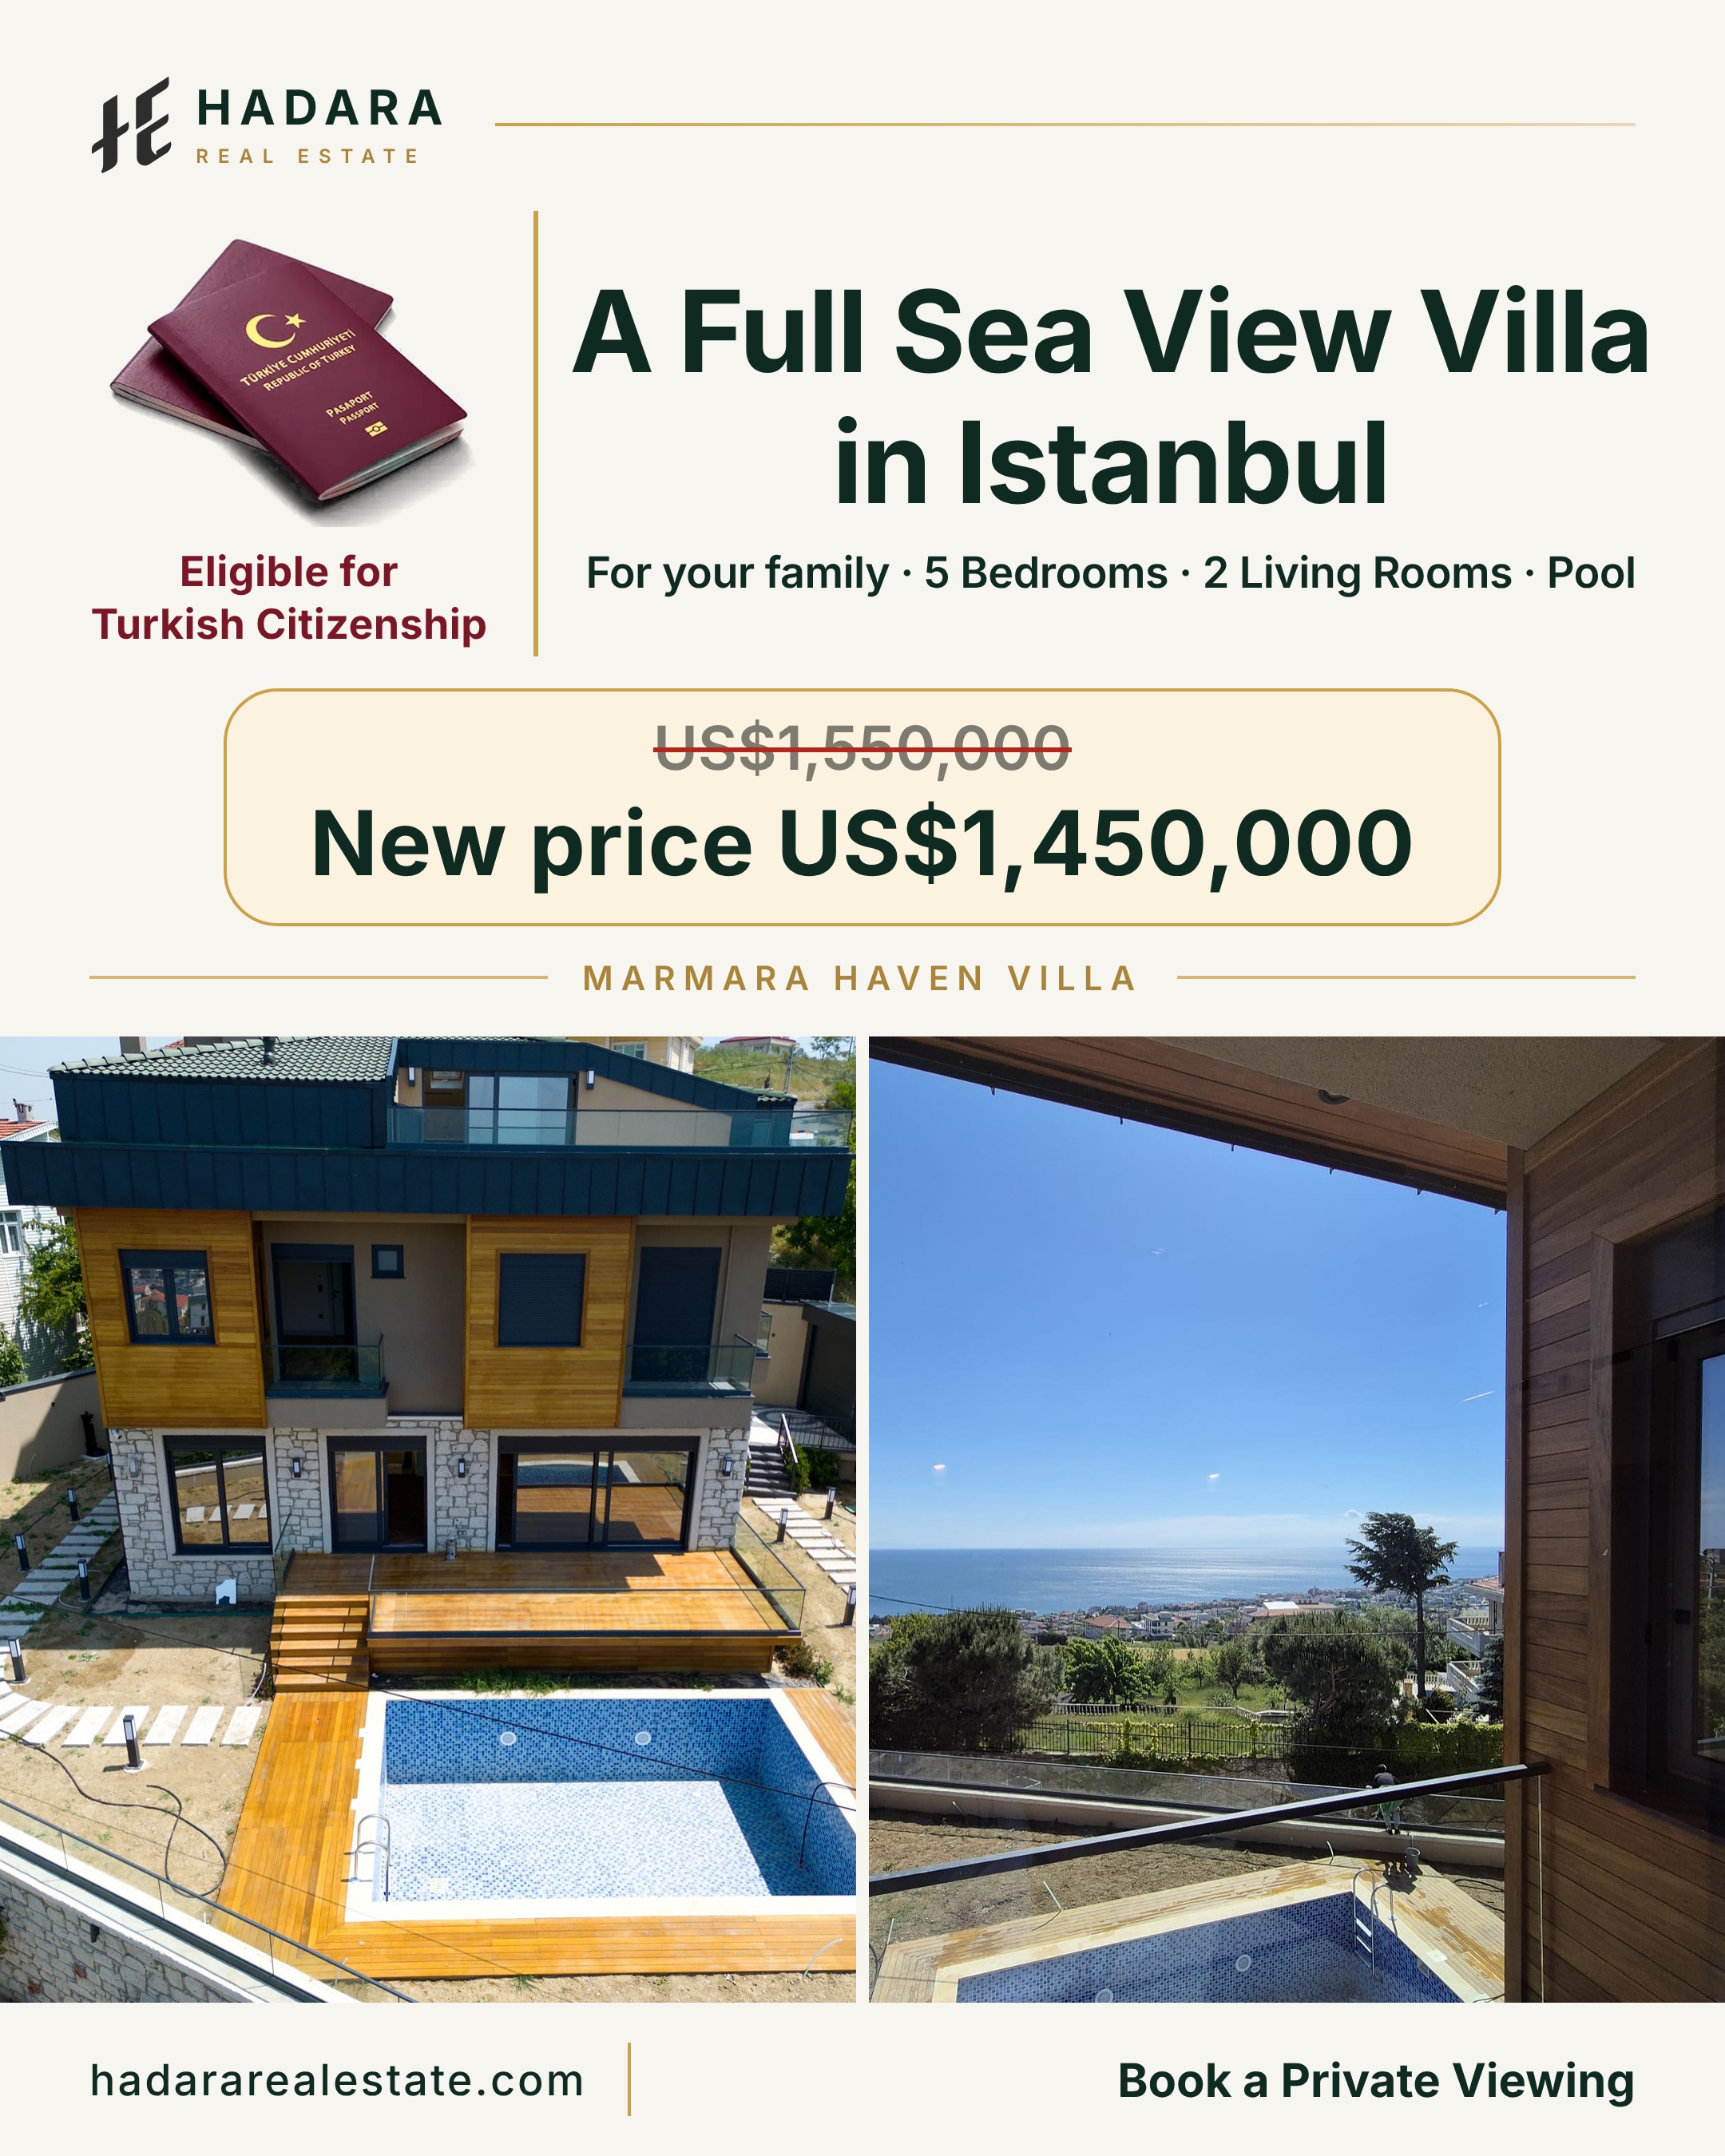 HADARA
REAL ESTATE
TÜRKİYE CUMHURİYETİ
REPUBLIC OF TURKEY
PASAPORT
PASSPORT
Eligible for
Turkish Citizenship
A Full Sea View Villa
in Istanbul
For your family · 5 Bedrooms · 2 Living Rooms · Pool
US$1,550,000
New price US$1,450,000
MARMARA HAVEN VILLA
hadararealestate.com
Book a Private Viewing